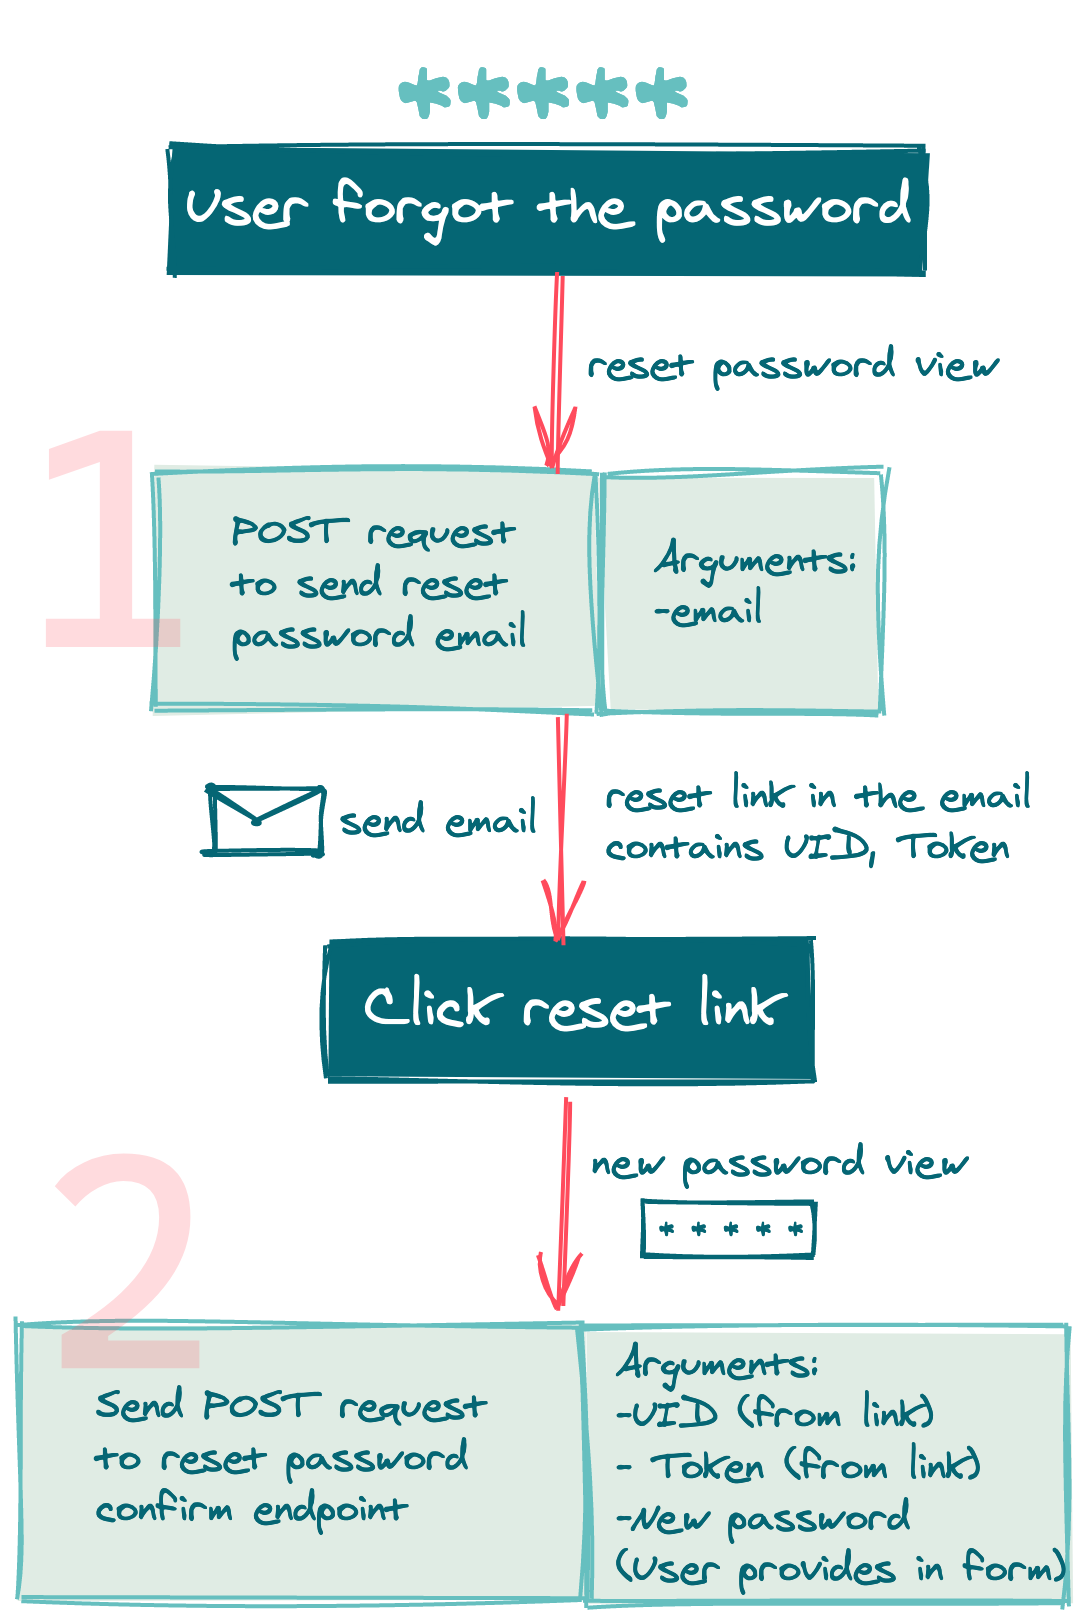 *****
User forgot the password
reset password view
1
POST request
to send reset
password email
Arguments:
-email
send email
reset link in the email
contains UID, Token
Click reset link
new password view
* * * * *
2
Send POST request
to reset password
confirm endpoint
Arguments:
-UID (from link)
- Token (from link)
-New password
(User provides in form)